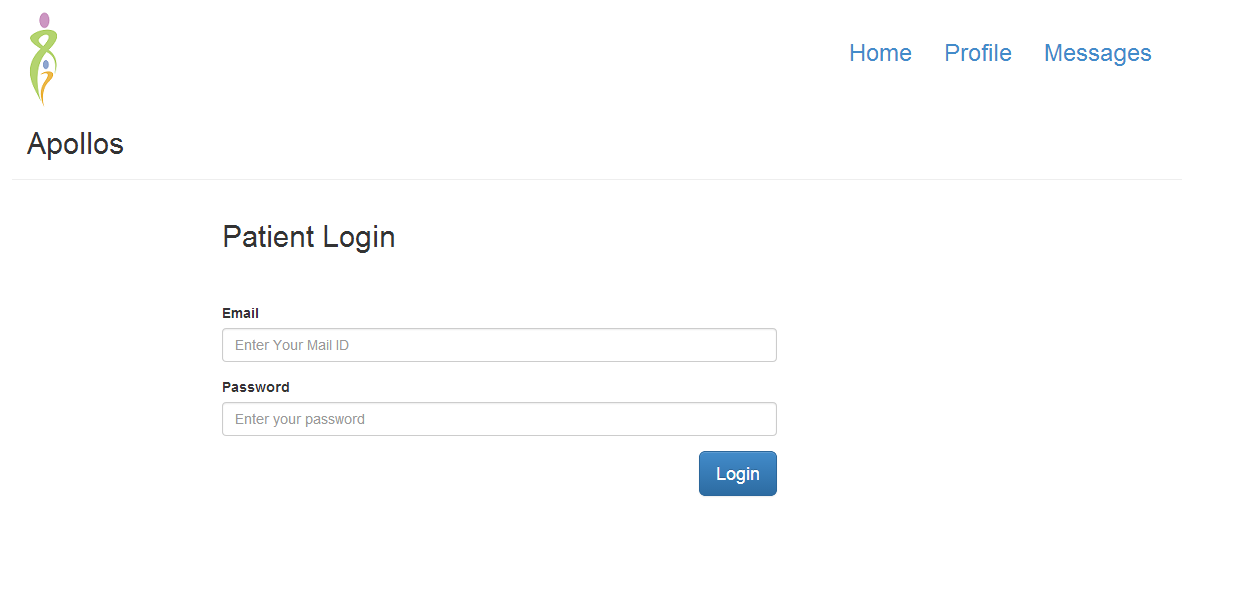 Home Profile Messages
Apollos
Patient Login
Email
Enter Your Mail ID
Password
Enter your password
Login